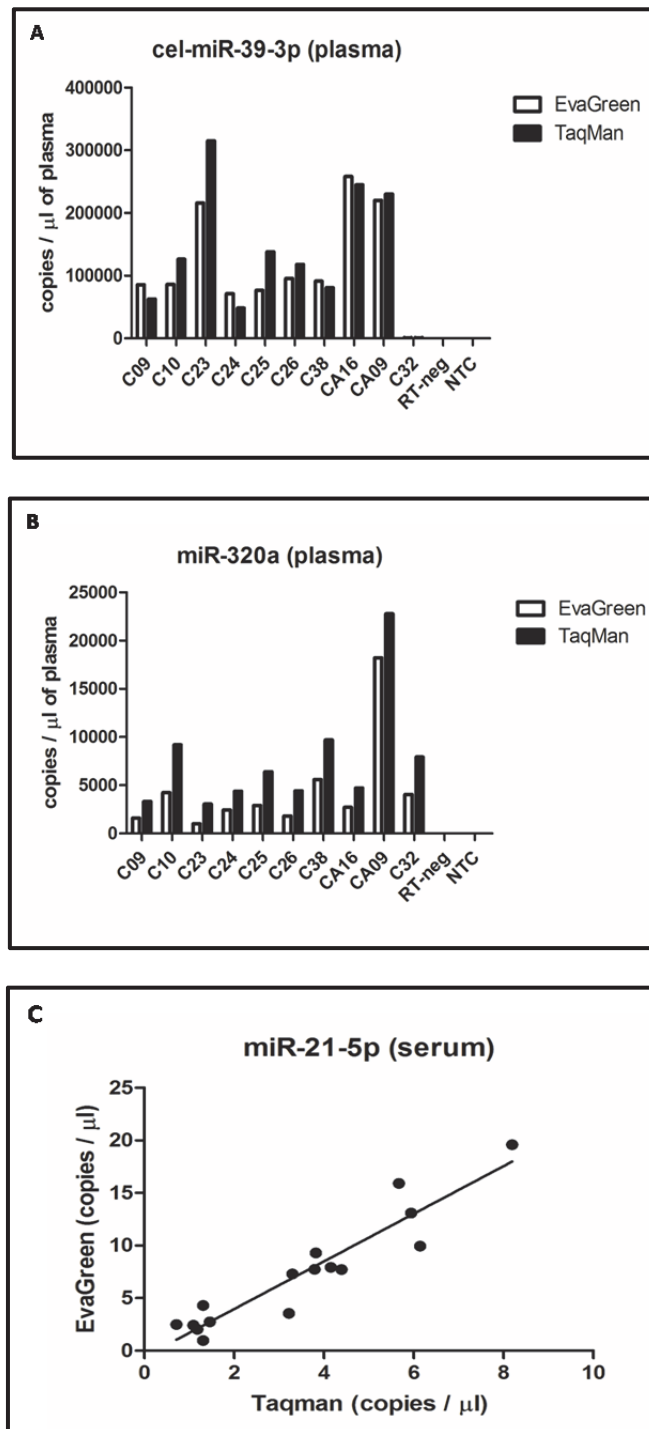 A
cel-miR-39-3p (plasma)
EvaGreen
TaqMan
copies / µl of plasma
400000
300000
200000
100000
0
C09
C10
C23
C24
C25
C26
C38
CA16
CA09
C32
RT-neg
NTC
B
miR-320a (plasma)
EvaGreen
TaqMan
copies / µl of plasma
25000
20000
15000
10000
5000
0
C09
C10
C23
C24
C25
C26
C38
CA16
CA09
C32
RT-neg
NTC
C
miR-21-5p (serum)
EvaGreen (copies / µl)
25
20
15
10
5
0
0 2 4 6 8 10
Taqman (copies / µl)